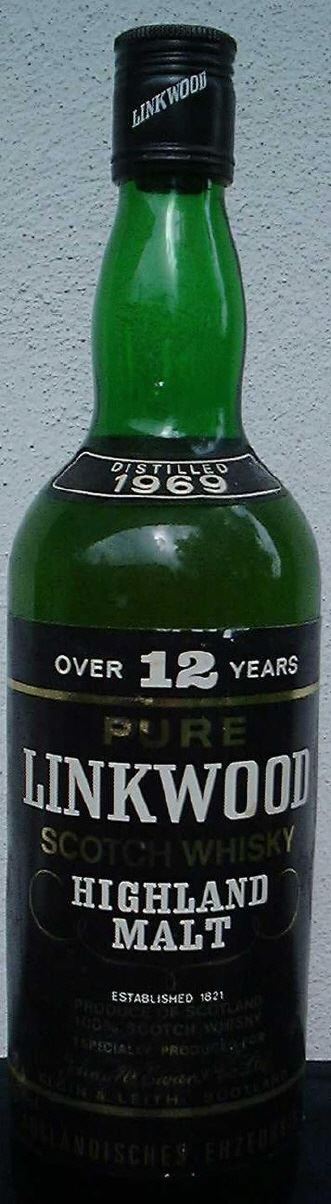 LINKWOOD
DISTILLED
1969
OVER 12 YEARS
PURE
LINKWOOD
SCOTCH WHISKY
HIGHLAND
MALT
ESTABLISHED 1821
PRODUCE OF SCOTLAND
100% SCOTCH WHISKY
ESPECIALLY PRODUCED FOR
ELGIN & LEITH, SCOTLAND